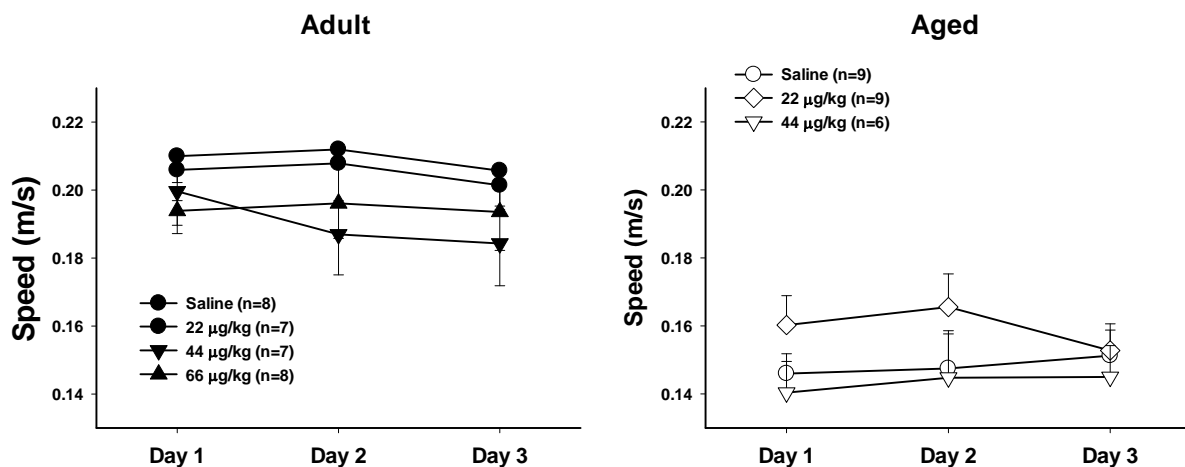 Adult
Speed (m/s)
0.22
0.20
0.18
0.16
0.14
Saline (n=8)
22 µg/kg (n=7)
44 µg/kg (n=7)
66 µg/kg (n=8)
Day 1 Day 2 Day 3
Aged
Saline (n=9)
22 µg/kg (n=9)
44 µg/kg (n=6)
Speed (m/s)
0.22
0.20
0.18
0.16
0.14
Day 1 Day 2 Day 3